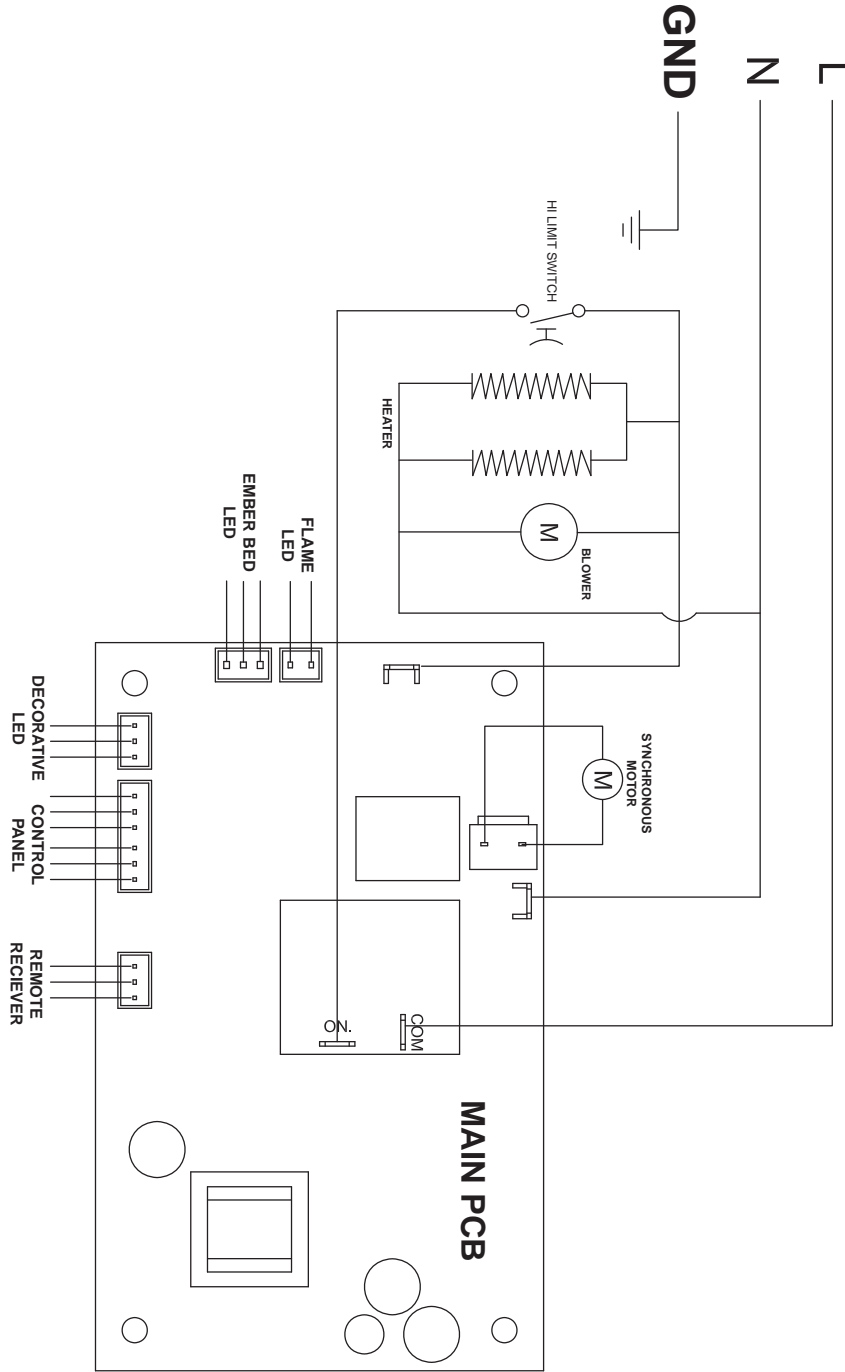 L
N
GND
HI LIMIT SWITCH
HEATER
M
BLOWER
SYNCHRONOUS
MOTOR
M
FLAME
LED
EMBER BED
LED
DECORATIVE
LED
CONTROL
PANEL
REMOTE
RECIEVER
COM
ON.
MAIN PCB